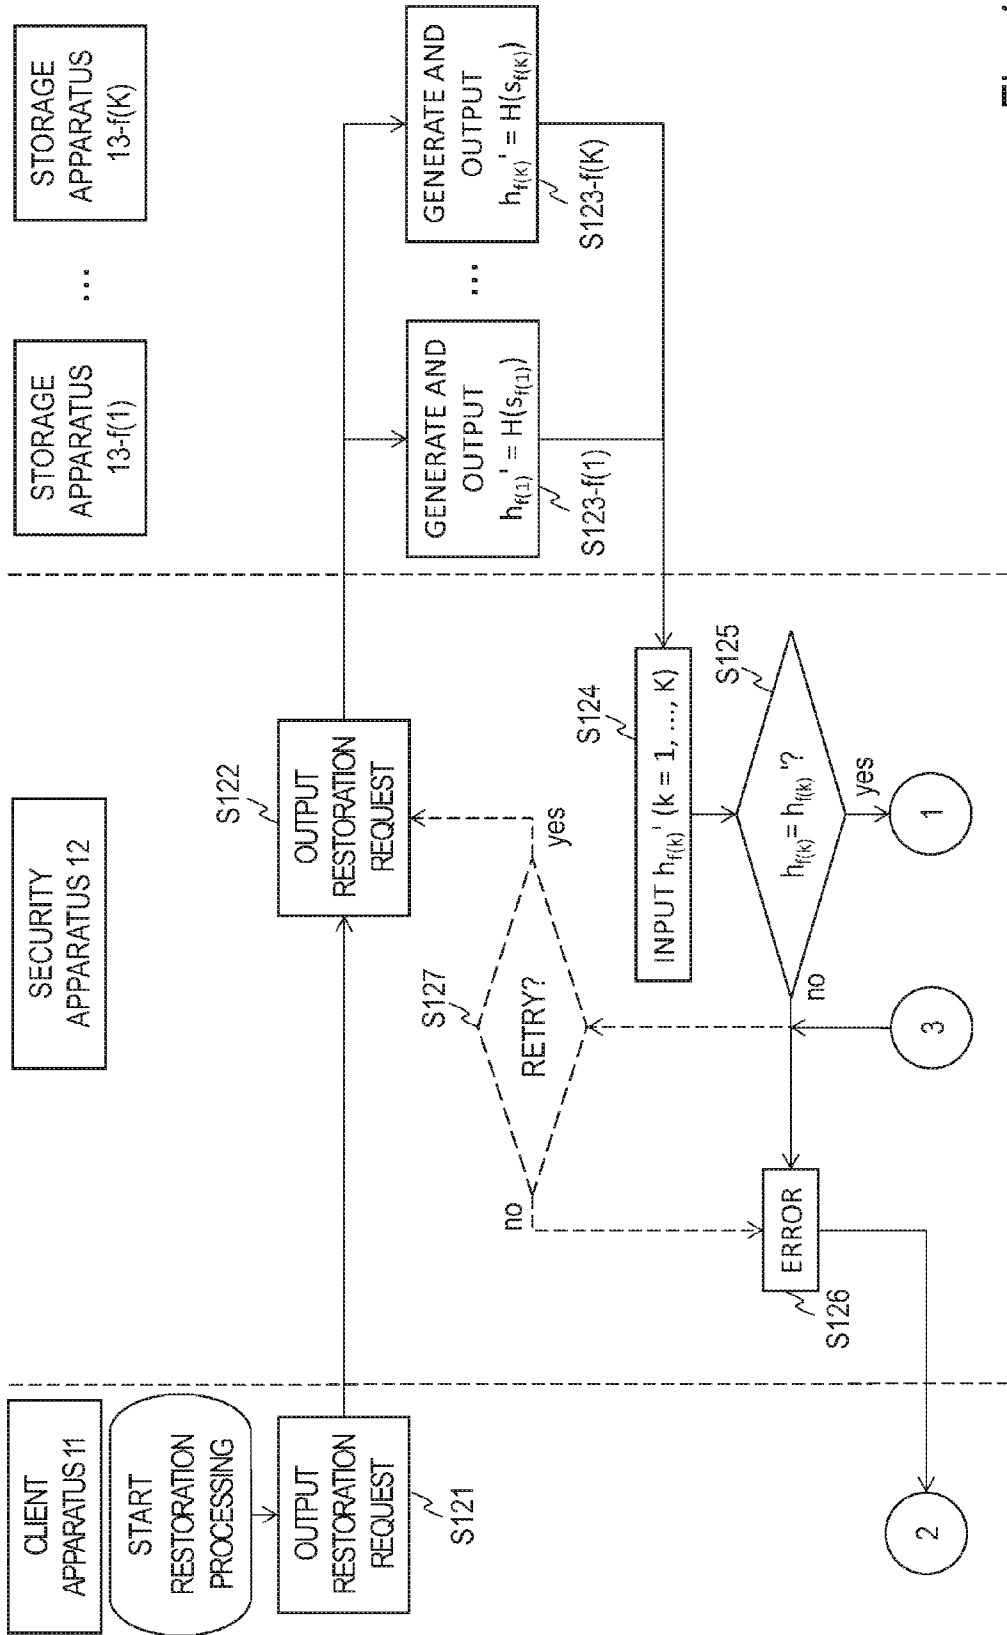 CLIENT
APPARATUS 11
SECURITY
APPARATUS 12
STORAGE
APPARATUS
13-f(1)
...
STORAGE
APPARATUS
13-f(K)
START
RESTORATION
PROCESSING
OUTPUT
RESTORATION
REQUEST
S121
S122
OUTPUT
RESTORATION
REQUEST
GENERATE AND
OUTPUT
h_{f(1)}' = H(s_{f(1)})
S123-f(1)
...
GENERATE AND
OUTPUT
h_{f(K)}' = H(s_{f(K)})
S123-f(K)
S127
RETRY?
no
yes
S124
INPUT h_{f(k)}' (k = 1, ..., K)
S125
h_{f(k)} = h_{f(k)}'?
no
yes
ERROR
S126
2
3
1